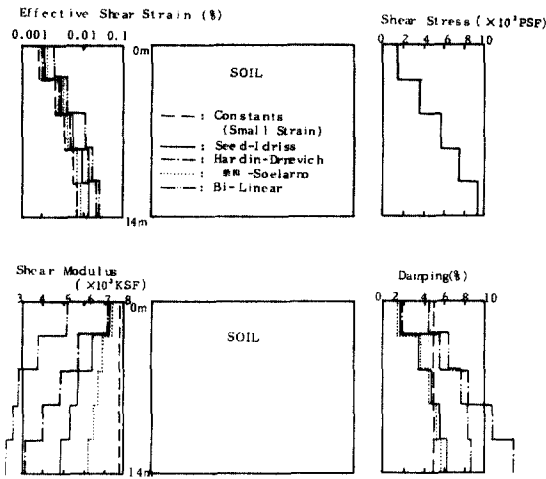 Effective Shear Strain (%)
0.001 0.01 0.1
0m
14m
SOIL
Constants
(Small Strain)
Seed-Idriss
Hardin-Drnevich
-Soelarno
Bi-Linear
Shear Stress (×10³PSF)
0 2 4 6 8 10
Shear Modulus
(×10³KSF)
3 4 5 6 7 8
0m
14m
SOIL
Damping(%)
0 2 4 6 8 10